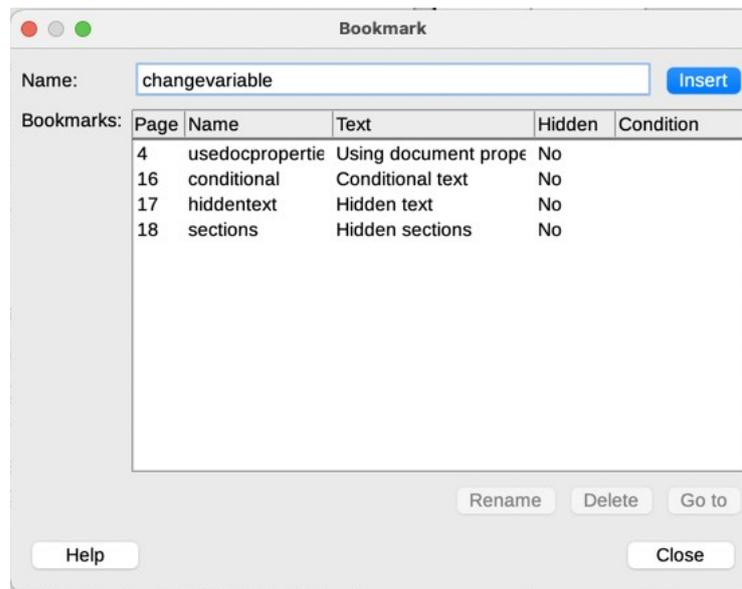 Bookmark
Name: changevariable Insert
Bookmarks: Page Name Text Hidden Condition
4 usedocpropertie Using document prope No
16 conditional Conditional text No
17 hiddentext Hidden text No
18 sections Hidden sections No
Rename Delete Go to
Help Close